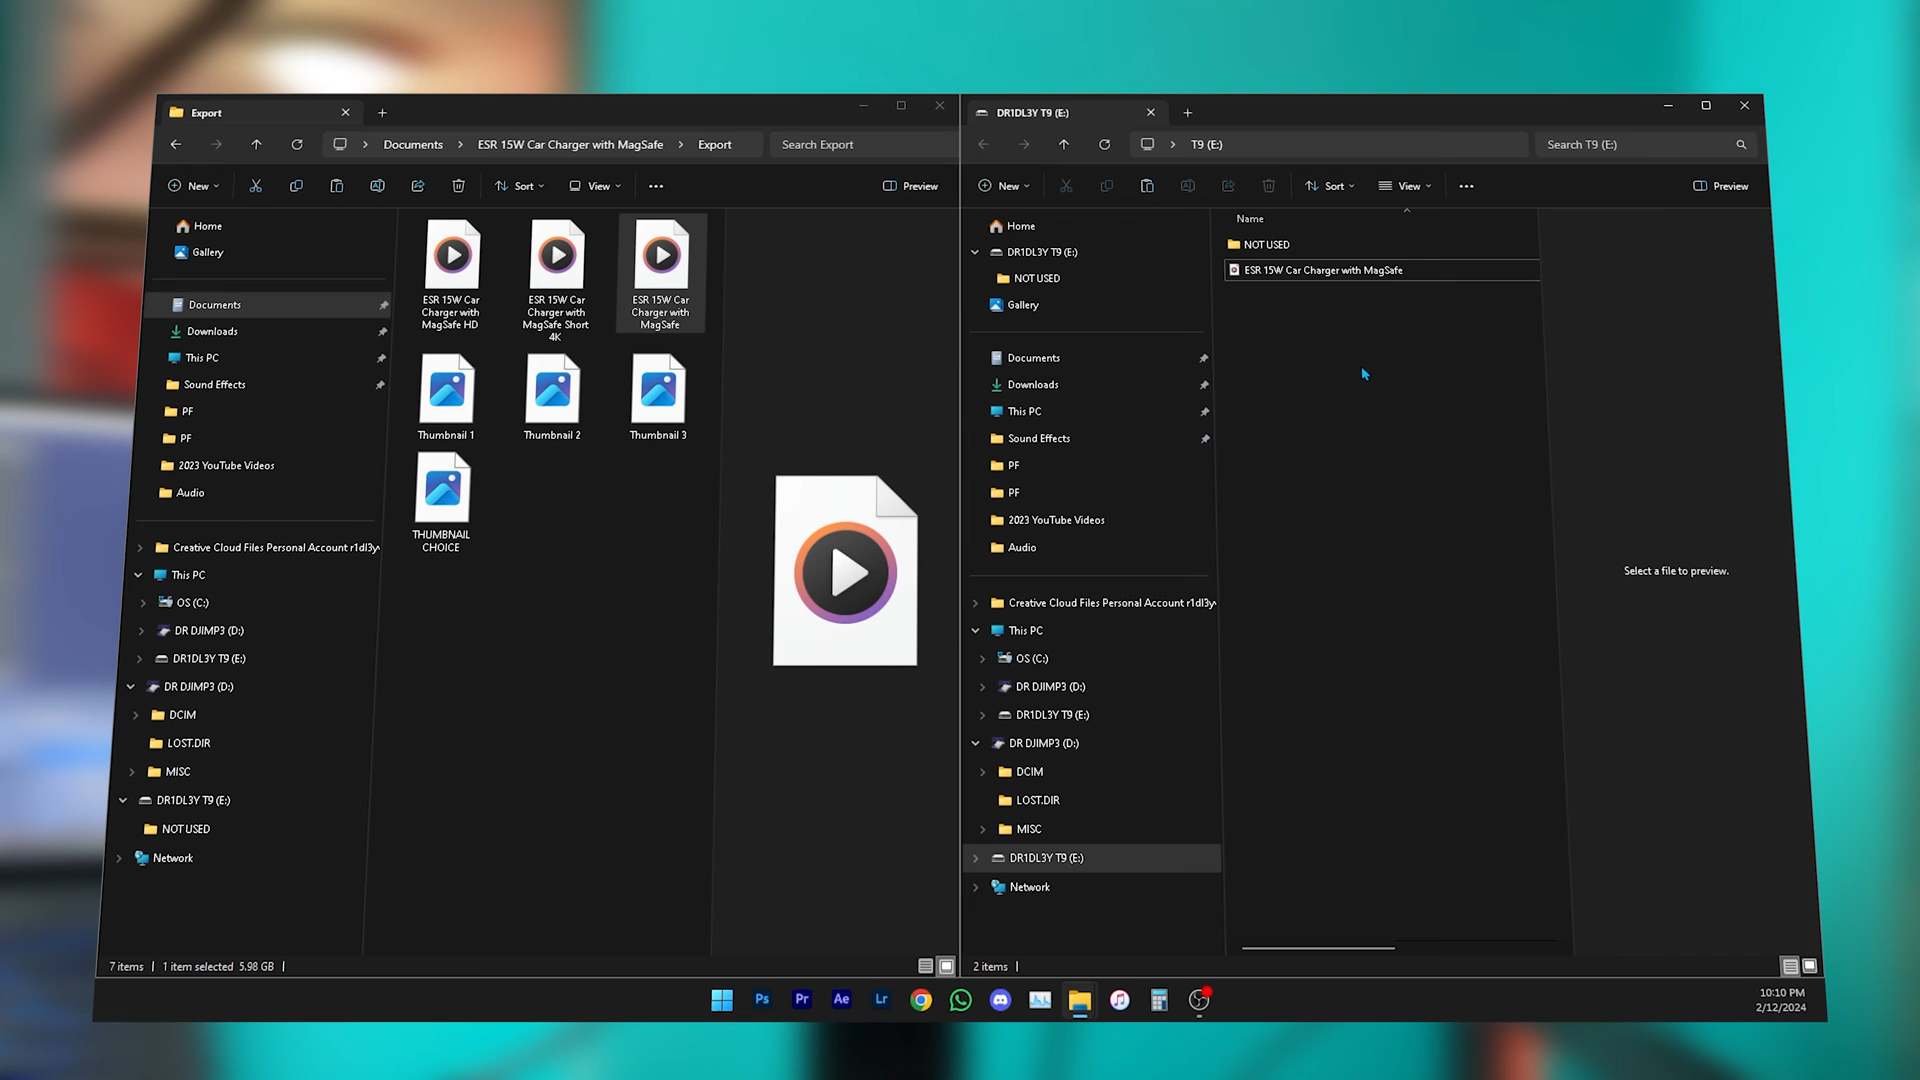 Export
Documents
ESR 15W Car Charger with MagSafe
Export
Search Export
New
Sort
View
Preview
Home
Gallery
Documents
Downloads
This PC
Sound Effects
PF
PF
2023 YouTube Videos
Audio
Creative Cloud Files Personal Account r1dl3y
This PC
OS (C:)
DR DJIMP3 (D:)
DR1DL3Y T9 (E:)
DR DJIMP3 (D:)
DCIM
LOST.DIR
MISC
DR1DL3Y T9 (E:)
NOT USED
Network
ESR 15W Car
Charger with
MagSafe HD
ESR 15W Car
Charger with
MagSafe Short
4K
ESR 15W Car
Charger with
MagSafe
Thumbnail 1
Thumbnail 2
Thumbnail 3
THUMBNAIL
CHOICE
7 items
1 item selected 5.98 GB
DR1DL3Y T9 (E:)
T9 (E:)
Search T9 (E:)
New
Sort
View
Preview
Home
DR1DL3Y T9 (E:)
NOT USED
Gallery
Documents
Downloads
This PC
Sound Effects
PF
PF
2023 YouTube Videos
Audio
Creative Cloud Files Personal Account r1dl3y
This PC
OS (C:)
DR DJIMP3 (D:)
DR1DL3Y T9 (E:)
DR DJIMP3 (D:)
DCIM
LOST.DIR
MISC
DR1DL3Y T9 (E:)
Network
Name
NOT USED
ESR 15W Car Charger with MagSafe
Select a file to preview.
2 items
Ps
Pr
Ae
Lr
10:10 PM
2/12/2024